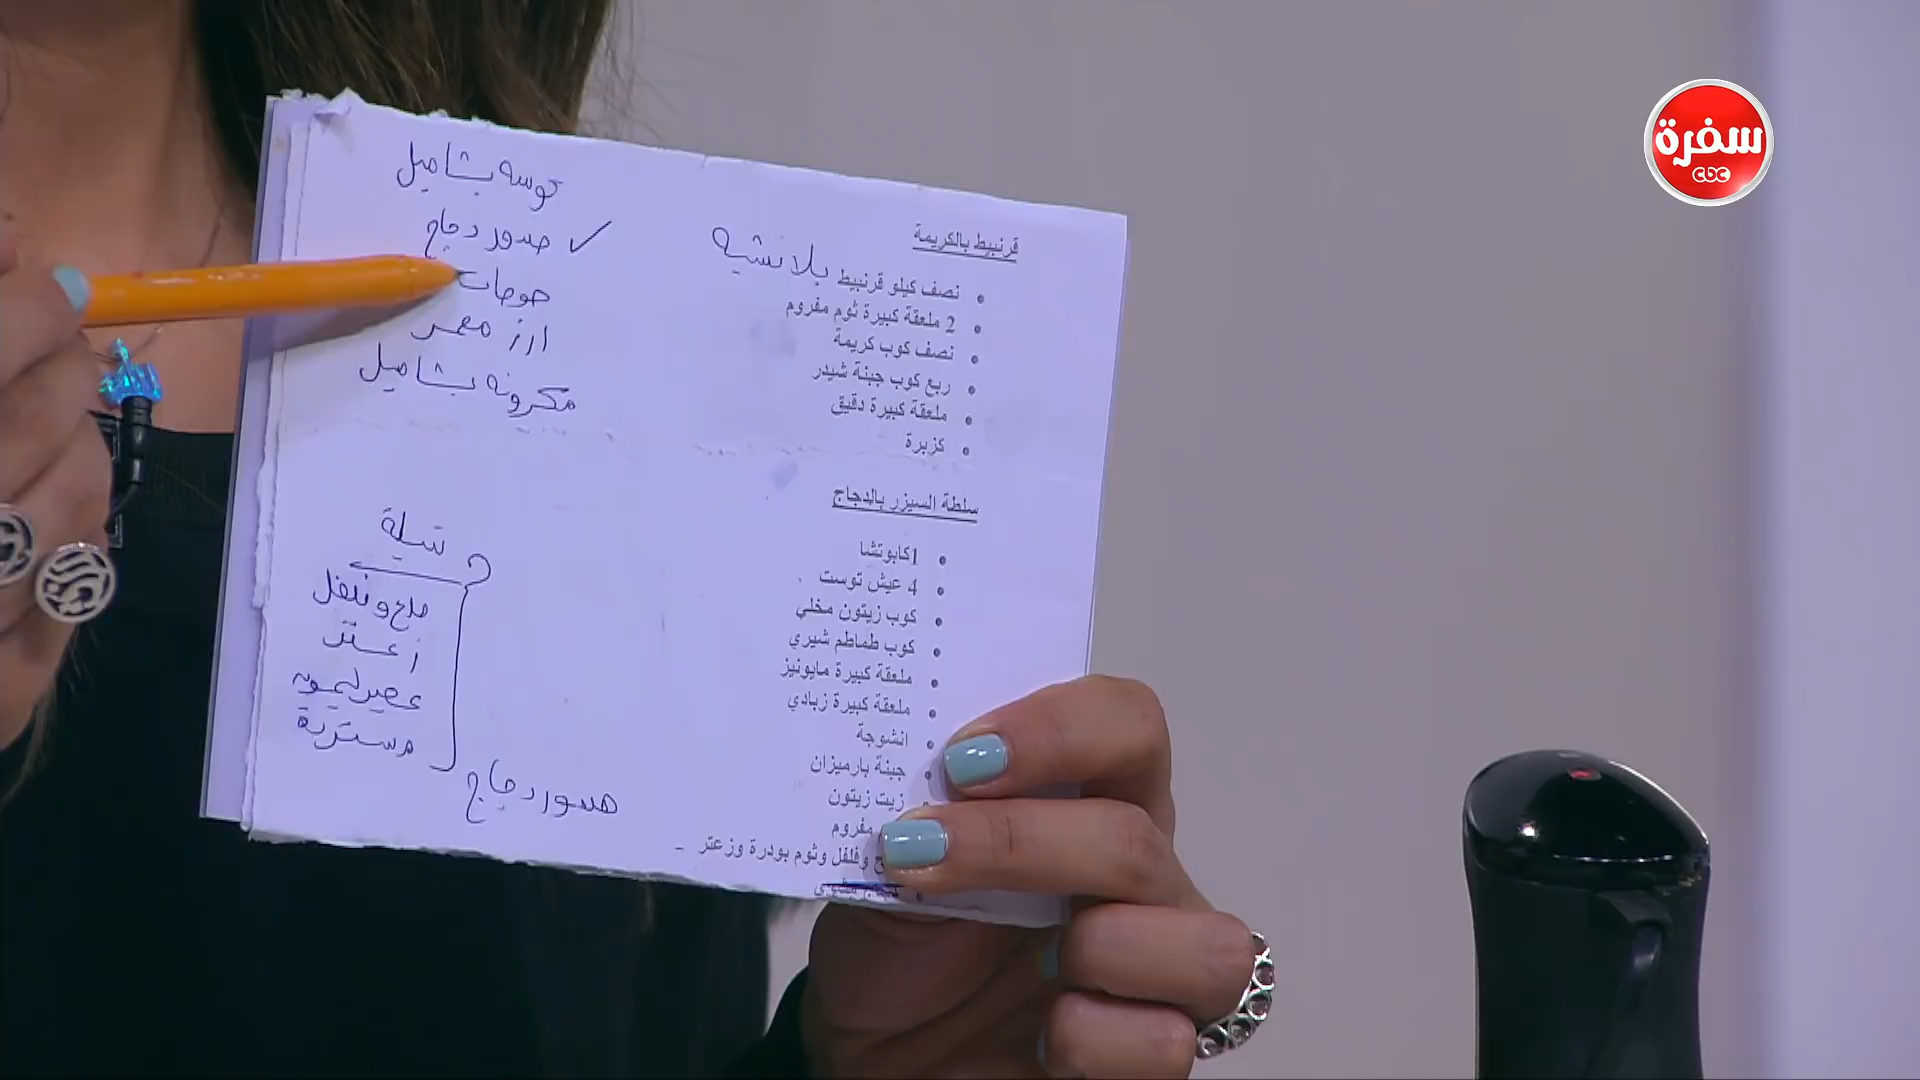 سفرة
cbc
قرنبيط بالكريمة
نصف كيلو قرنبيط بلانشيه
2 ملعقة كبيرة ثوم مفروم
نصف كوب كريمة
ربع كوب جبنة شيدر
ملعقة كبيرة دقيق
كزبرة
سلطة السيزر بالدجاج
1كابوتشا
4 عيش توست
كوب زيتون مخلي
كوب طماطم شيري
ملعقة كبيرة مايونيز
ملعقة كبيرة زبادي
انشوجة
جبنة بارميزان
زيت زيتون
مفروم
وفلفل وثوم بودرة وزعتر
كوسه بشاميل
صدور دجاج ✓
ارز معمر
مكرونه بشاميل
تتبيلة
ملح وفلفل
زعتر
عصير ليمون
مستردة
صدور دجاج